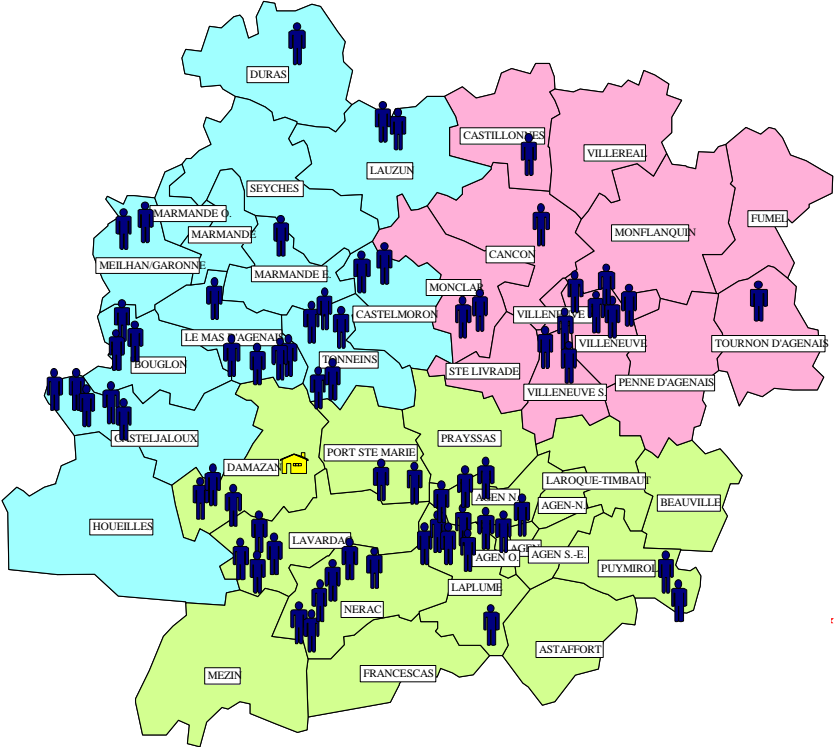 DURAS
CASTILLONNES
VILLEREAL
LAUZUN
SEYCHES
MARMANDE O.
FUMEL
MARMANDE
MONFLANQUIN
CANCON
MEILHAN/GARONNE
MARMANDE E.
MONCLAR
CASTELMORON
VILLENEUVE
LE MAS D'AGENAIS
VILLENEUVE
TOURNON D'AGENAIS
TONNEINS
BOUGLON
STE LIVRADE
PENNE D'AGENAIS
VILLENEUVE S.
CASTELJALOUX
PRAYSSAS
PORT STE MARIE
DAMAZAN
LAROQUE-TIMBAUT
AGEN N.
BEAUVILLE
AGEN-N.
HOUEILLES
LAVARDAC
AGEN
AGEN O.
AGEN S.-E.
PUYMIROL
LAPLUME
NERAC
ASTAFFORT
MEZIN
FRANCESCAS